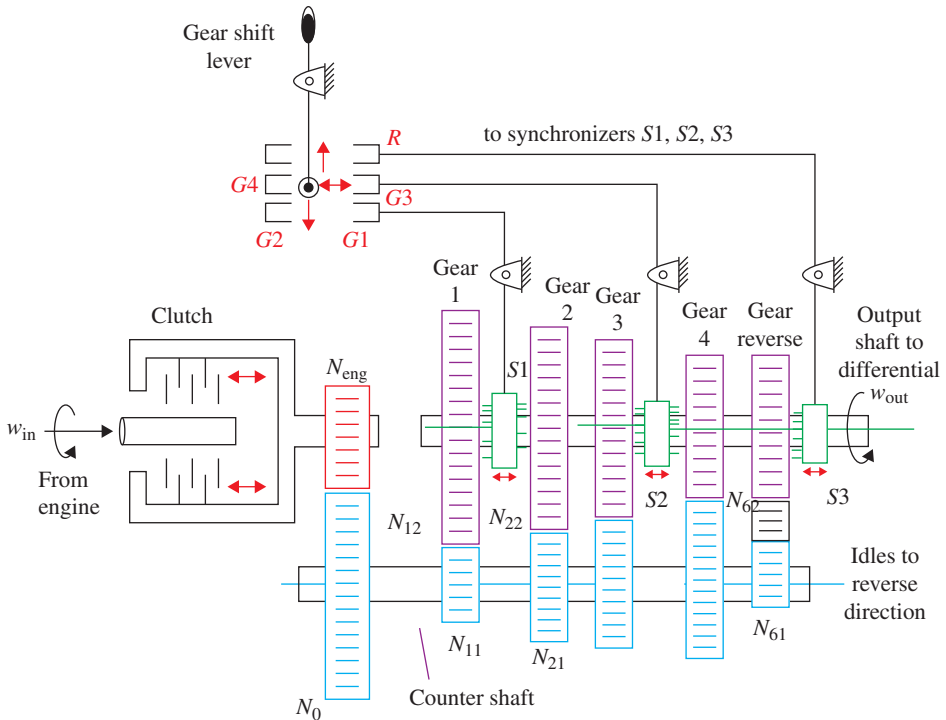 Gear shift
lever
R
to synchronizers S1, S2, S3
G4
G3
G2
G1
Gear
1
Gear
2
Gear
3
Gear
4
Gear
reverse
Output
shaft to
differential
Clutch
N_eng
S1
w_out
w_in
From
engine
N_12
N_22
S2
N_62
S3
Idles to
reverse
direction
N_11
N_21
N_61
Counter shaft
N_0